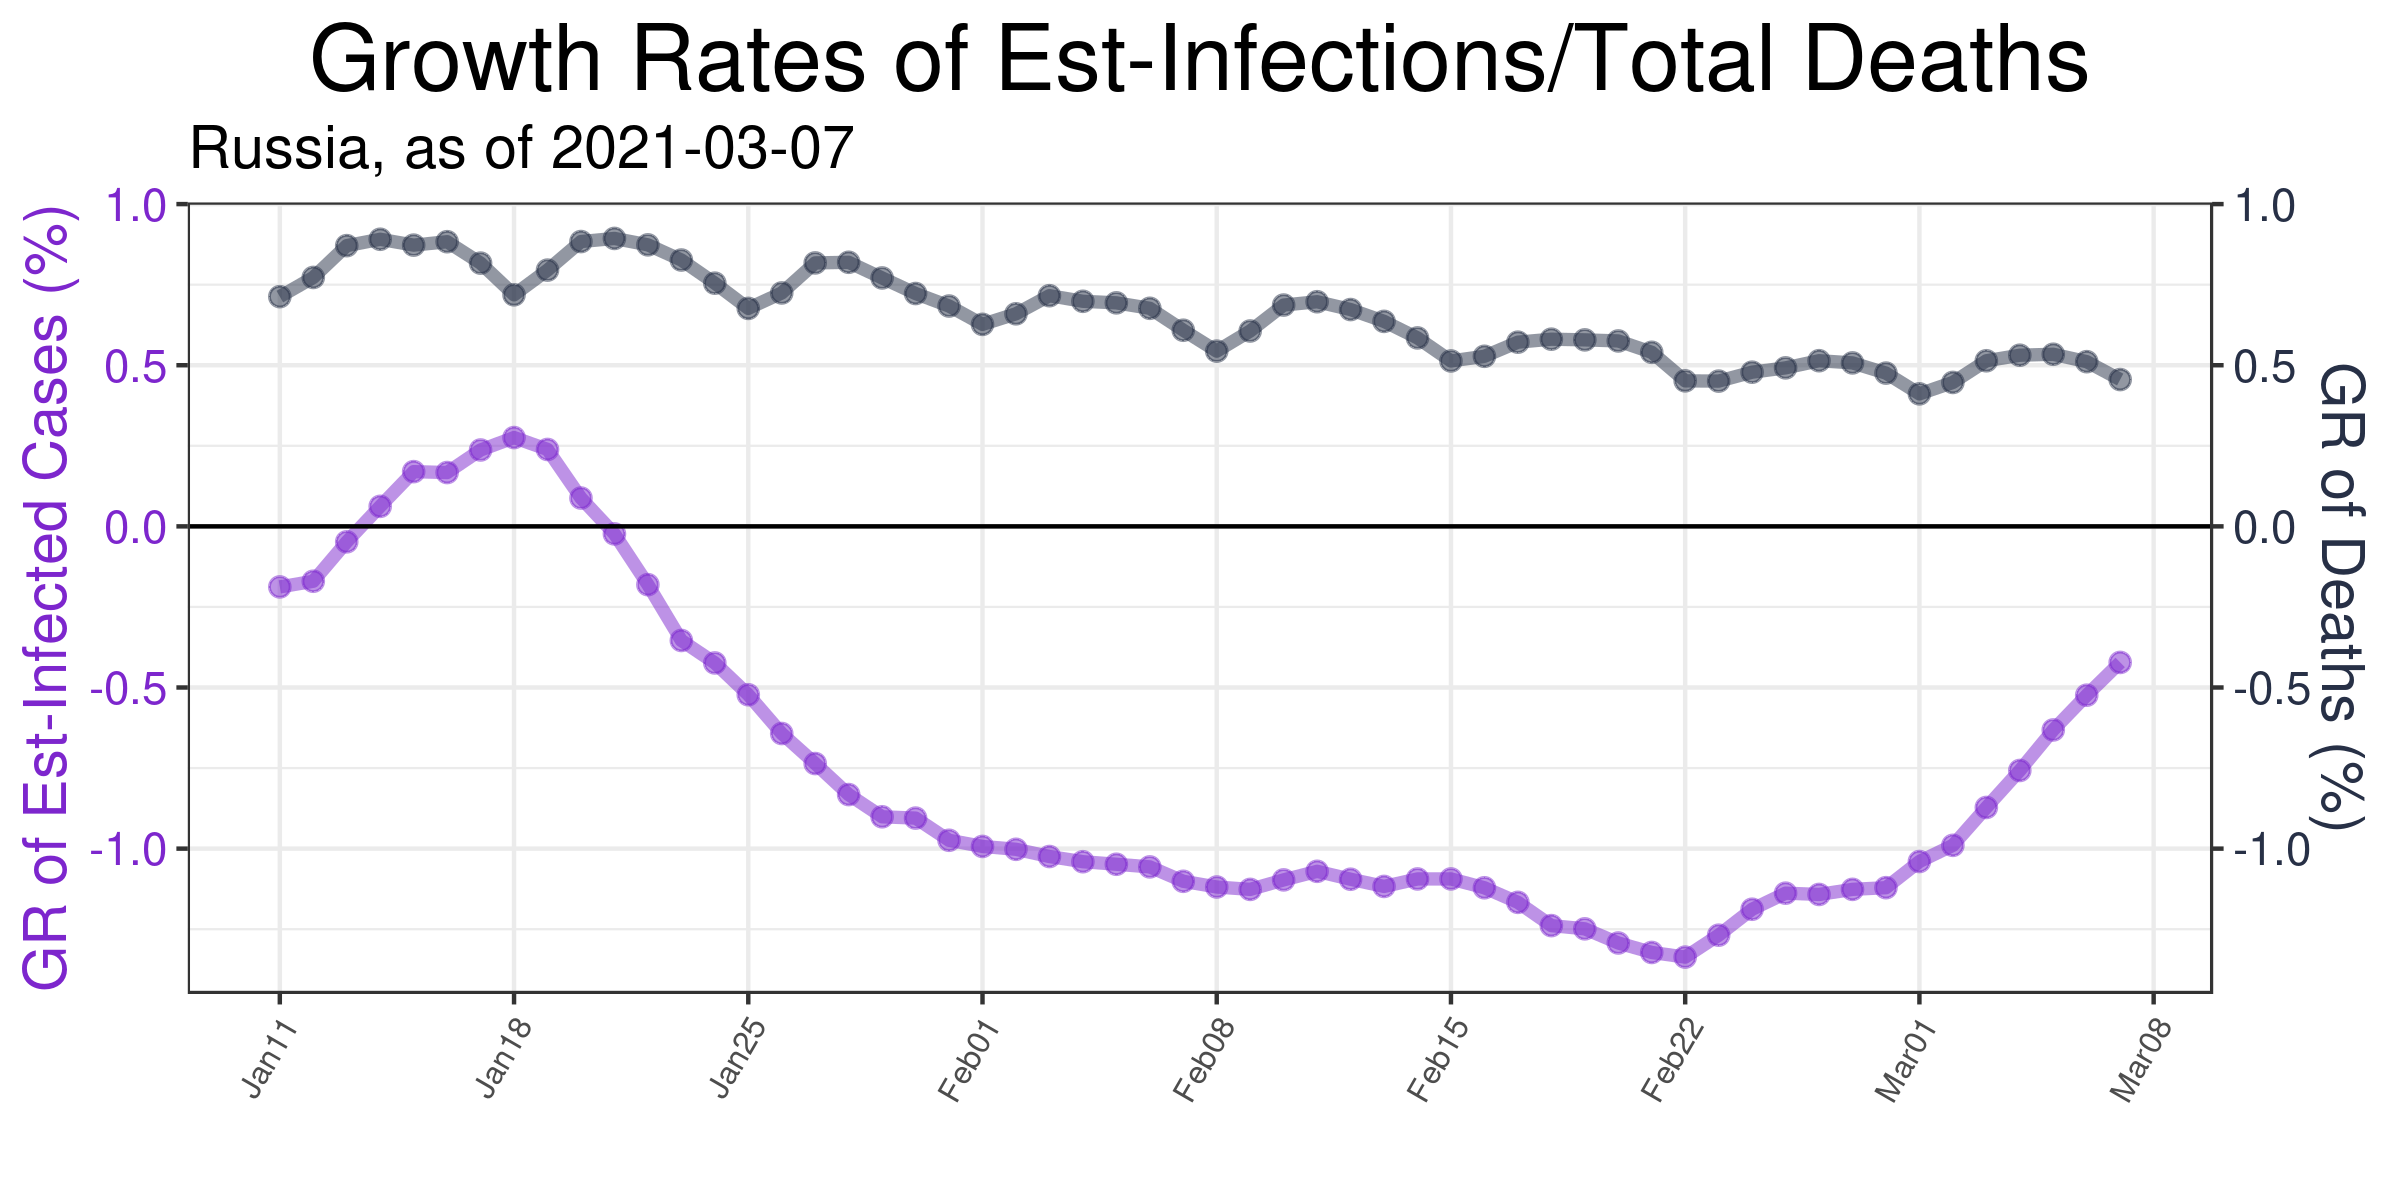 Growth Rates of Est-Infections/Total Deaths
Russia, as of 2021-03-07
GR of Est-Infected Cases (%)
1.0
0.5
0.0
-0.5
-1.0
1.0
0.5
0.0
-0.5
-1.0
GR of Deaths (%)
Jan11
Jan18
Jan25
Feb01
Feb08
Feb15
Feb22
Mar01
Mar08